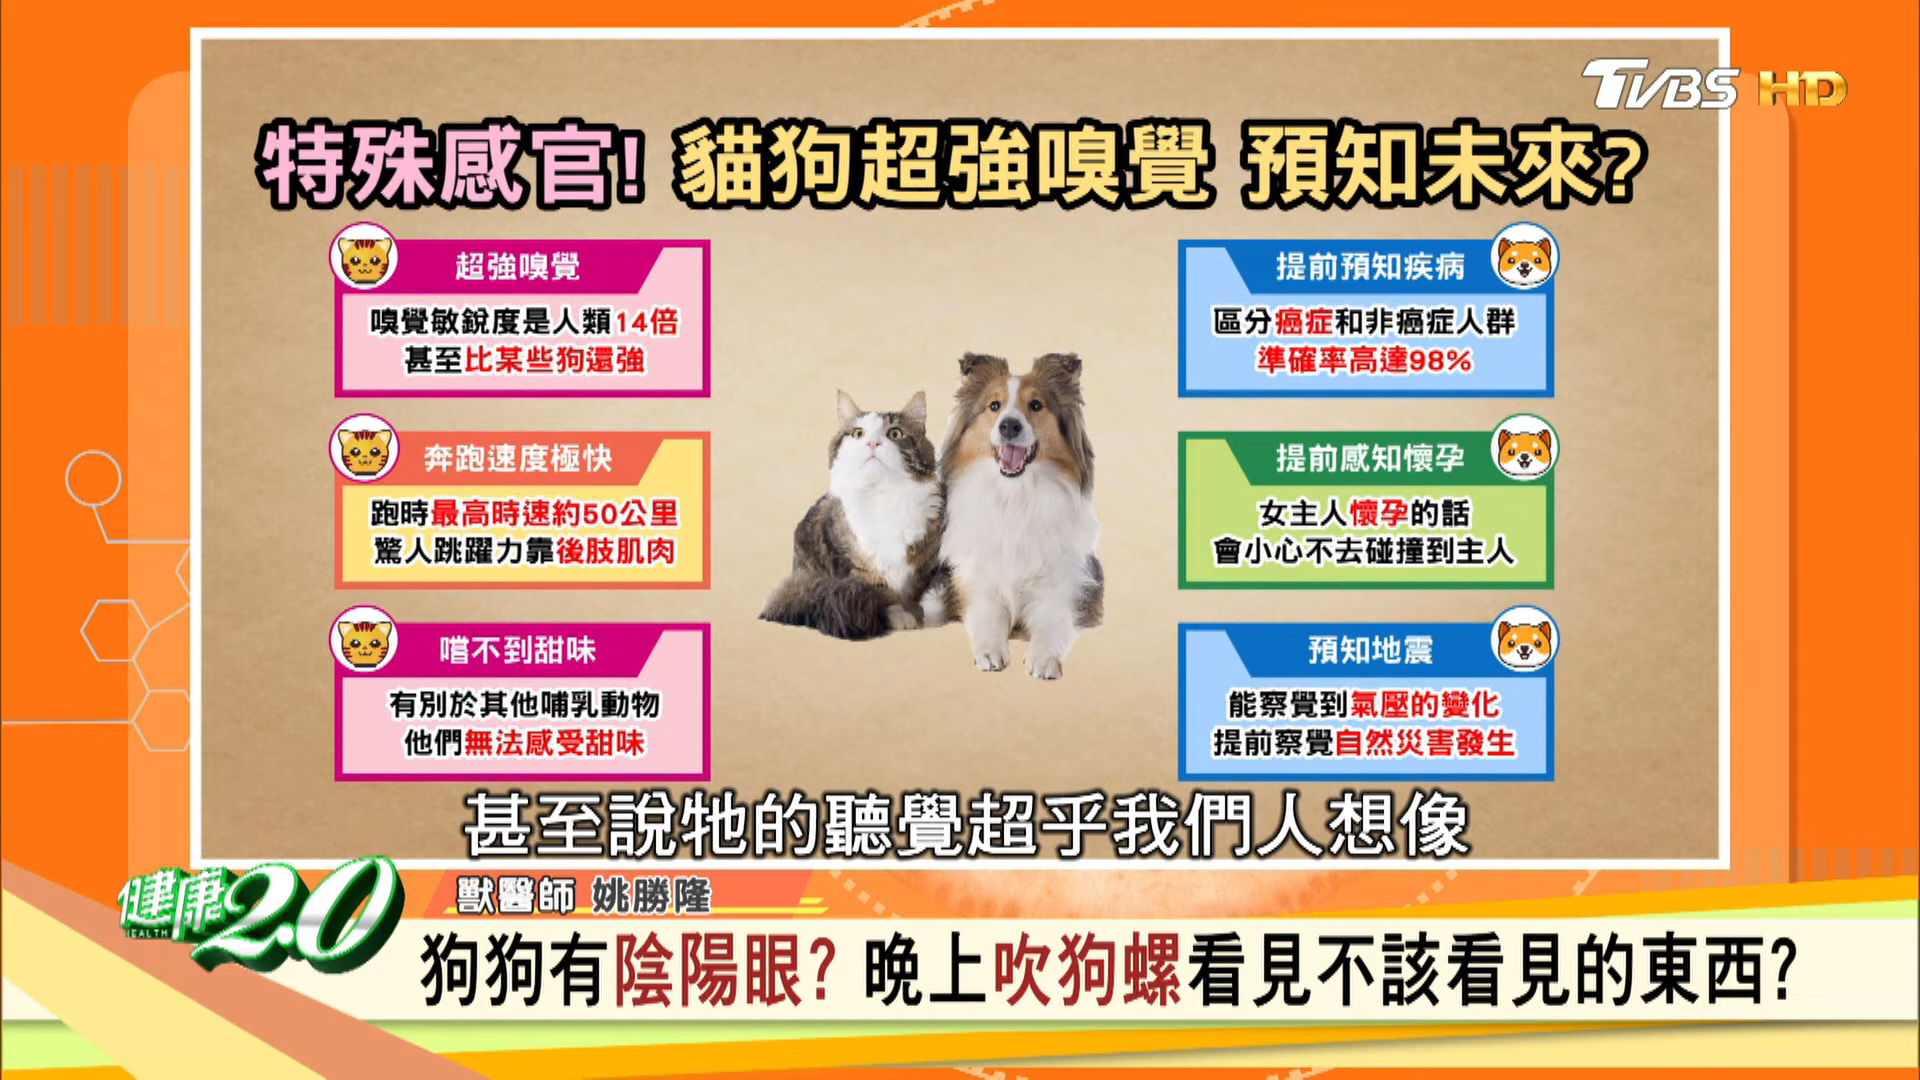 TVBS HD
特殊感官! 貓狗超強嗅覺 預知未來?
超強嗅覺
嗅覺敏銳度是人類14倍
甚至比某些狗還強
奔跑速度極快
跑時最高時速約50公里
驚人跳躍力靠後肢肌肉
嚐不到甜味
有別於其他哺乳動物
他們無法感受甜味
提前預知疾病
區分癌症和非癌症人群
準確率高達98%
提前感知懷孕
女主人懷孕的話
會小心不去碰撞到主人
預知地震
能察覺到氣壓的變化
提前察覺自然災害發生
甚至說牠的聽覺超乎我們人想像
健康2.0
HEALTH
獸醫師 姚勝隆
狗狗有陰陽眼? 晚上吹狗螺看見不該看見的東西?